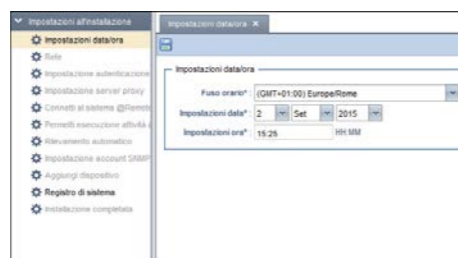 Impostazioni all'installazione
Impostazioni data/ora
Rete
Impostazione autenticazione
Impostazione server proxy
Connetti al sistema @Remote
Permetti esecuzione attività
Rilevamento automatico
Impostazione account SNMP
Aggiungi dispositivo
Registro di sistema
Installazione completata
Impostazioni data/ora
Impostazioni data/ora
Fuso orario* : (GMT+01:00) Europe/Rome
Impostazioni data* : 2 Set 2015
Impostazioni ora* : 15:25 HH:MM